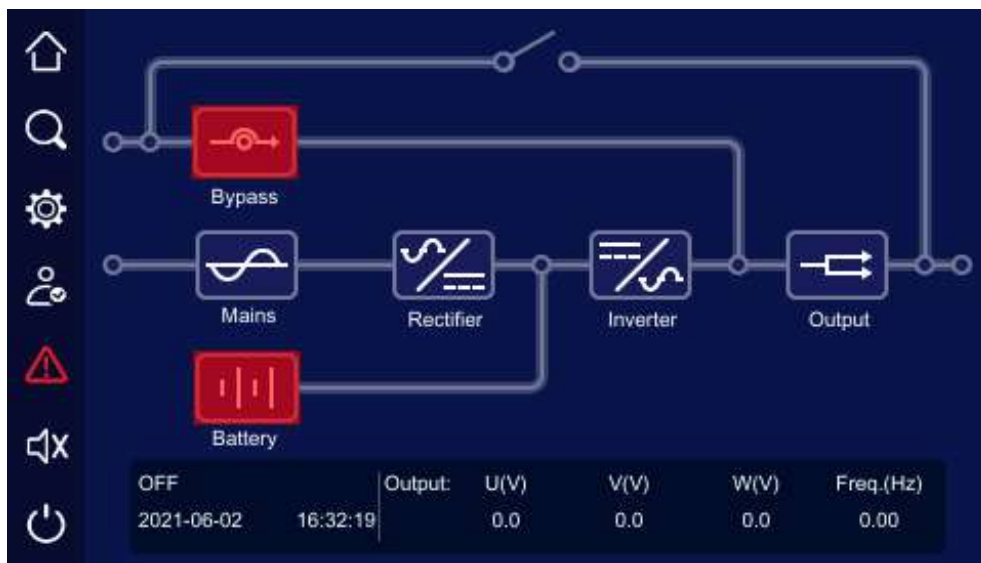 Bypass
Mains
Rectifier
Inverter
Output
Battery
OFF
Output: U(V) V(V) W(V) Freq.(Hz)
2021-06-02 16:32:19 0.0 0.0 0.0 0.00